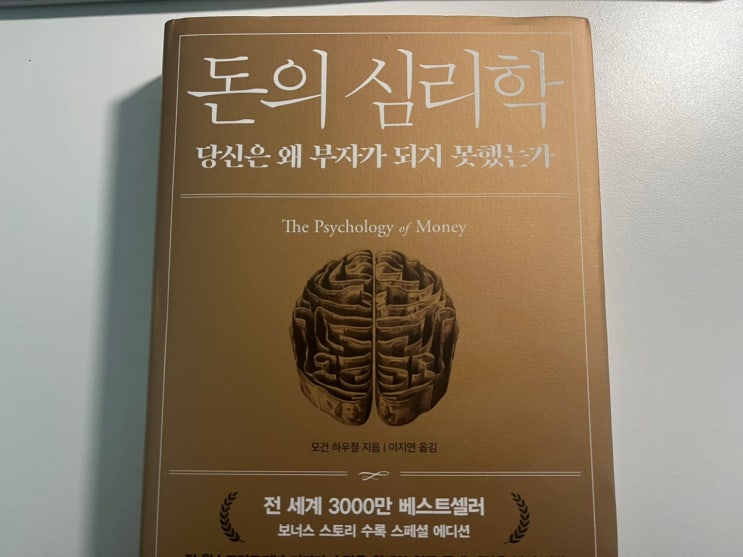 돈의 심리학
당신은 왜 부자가 되지 못했는가
The Psychology of Money
모건 하우절 지음 | 이지연 옮김
전 세계 3000만 베스트셀러
보너스 스토리 수록 스페셜 에디션